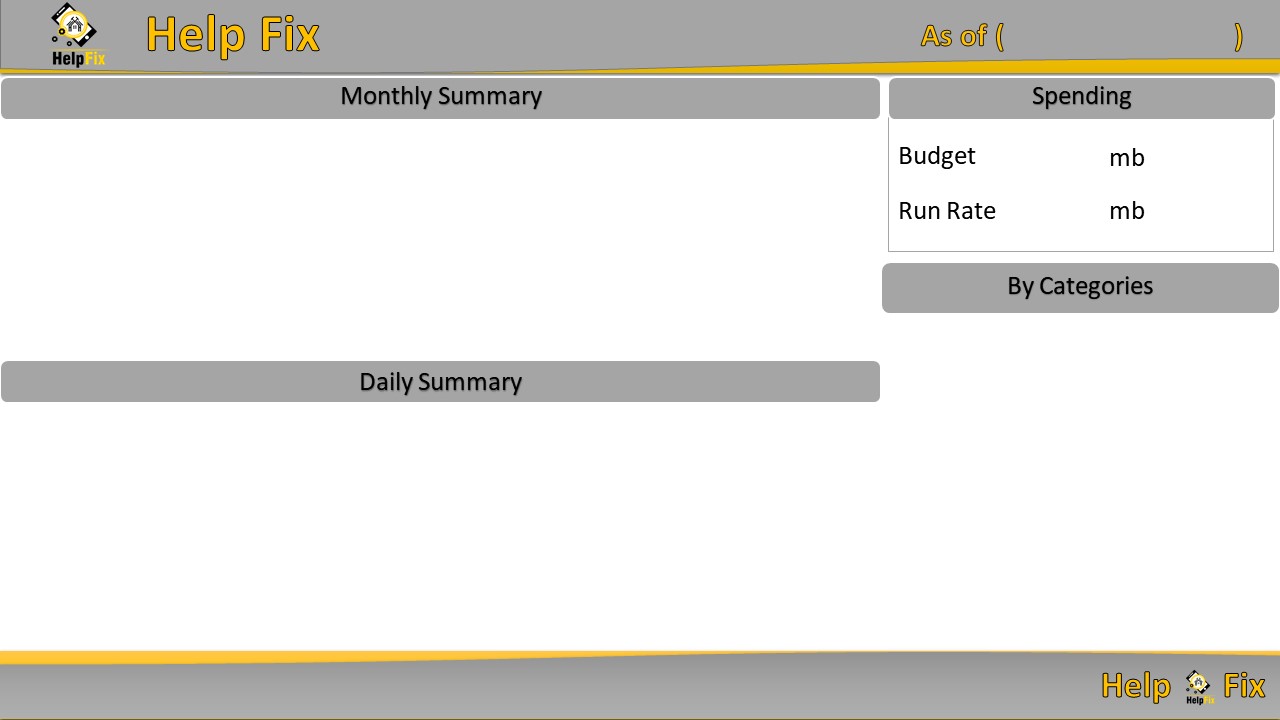 HelpFix
Help Fix
As of ( )
Monthly Summary
Spending
Budget mb
Run Rate mb
By Categories
Daily Summary
Help HelpFix Fix